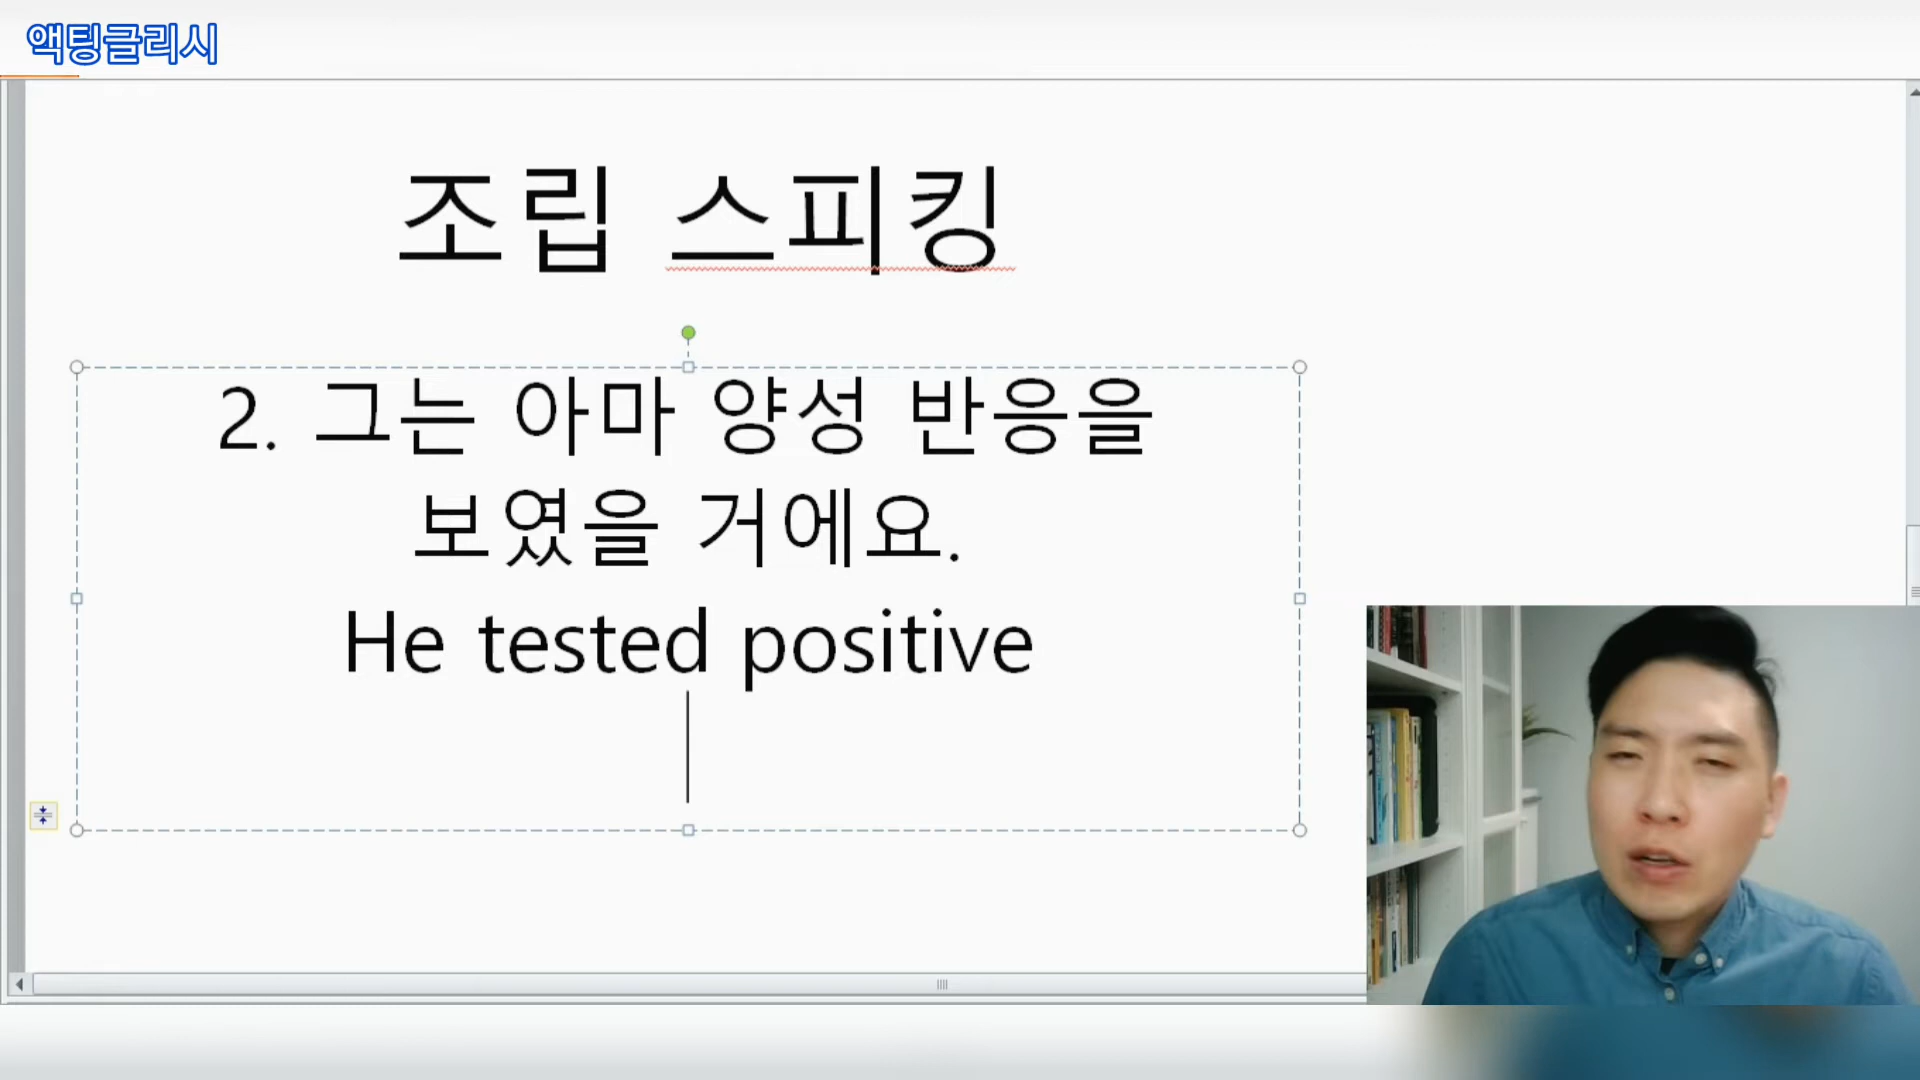 액팅글리시
조립 스피킹
2. 그는 아마 양성 반응을
보였을 거에요.
He tested positive